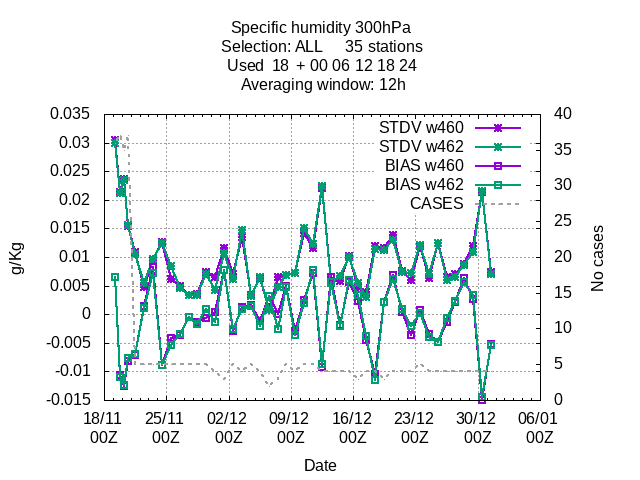 Specific humidity 300hPa
Selection: ALL 35 stations
Used 18 + 00 06 12 18 24
Averaging window: 12h
0.035
0.03
0.025
0.02
0.015
0.01
0.005
0
-0.005
-0.01
-0.015
g/Kg
STDV w460
STDV w462
BIAS w460
BIAS w462
CASES
40
35
30
25
20
15
10
5
0
No cases
18/11 25/11 02/12 09/12 16/12 23/12 30/12 06/01
00Z 00Z 00Z 00Z 00Z 00Z 00Z 00Z
Date